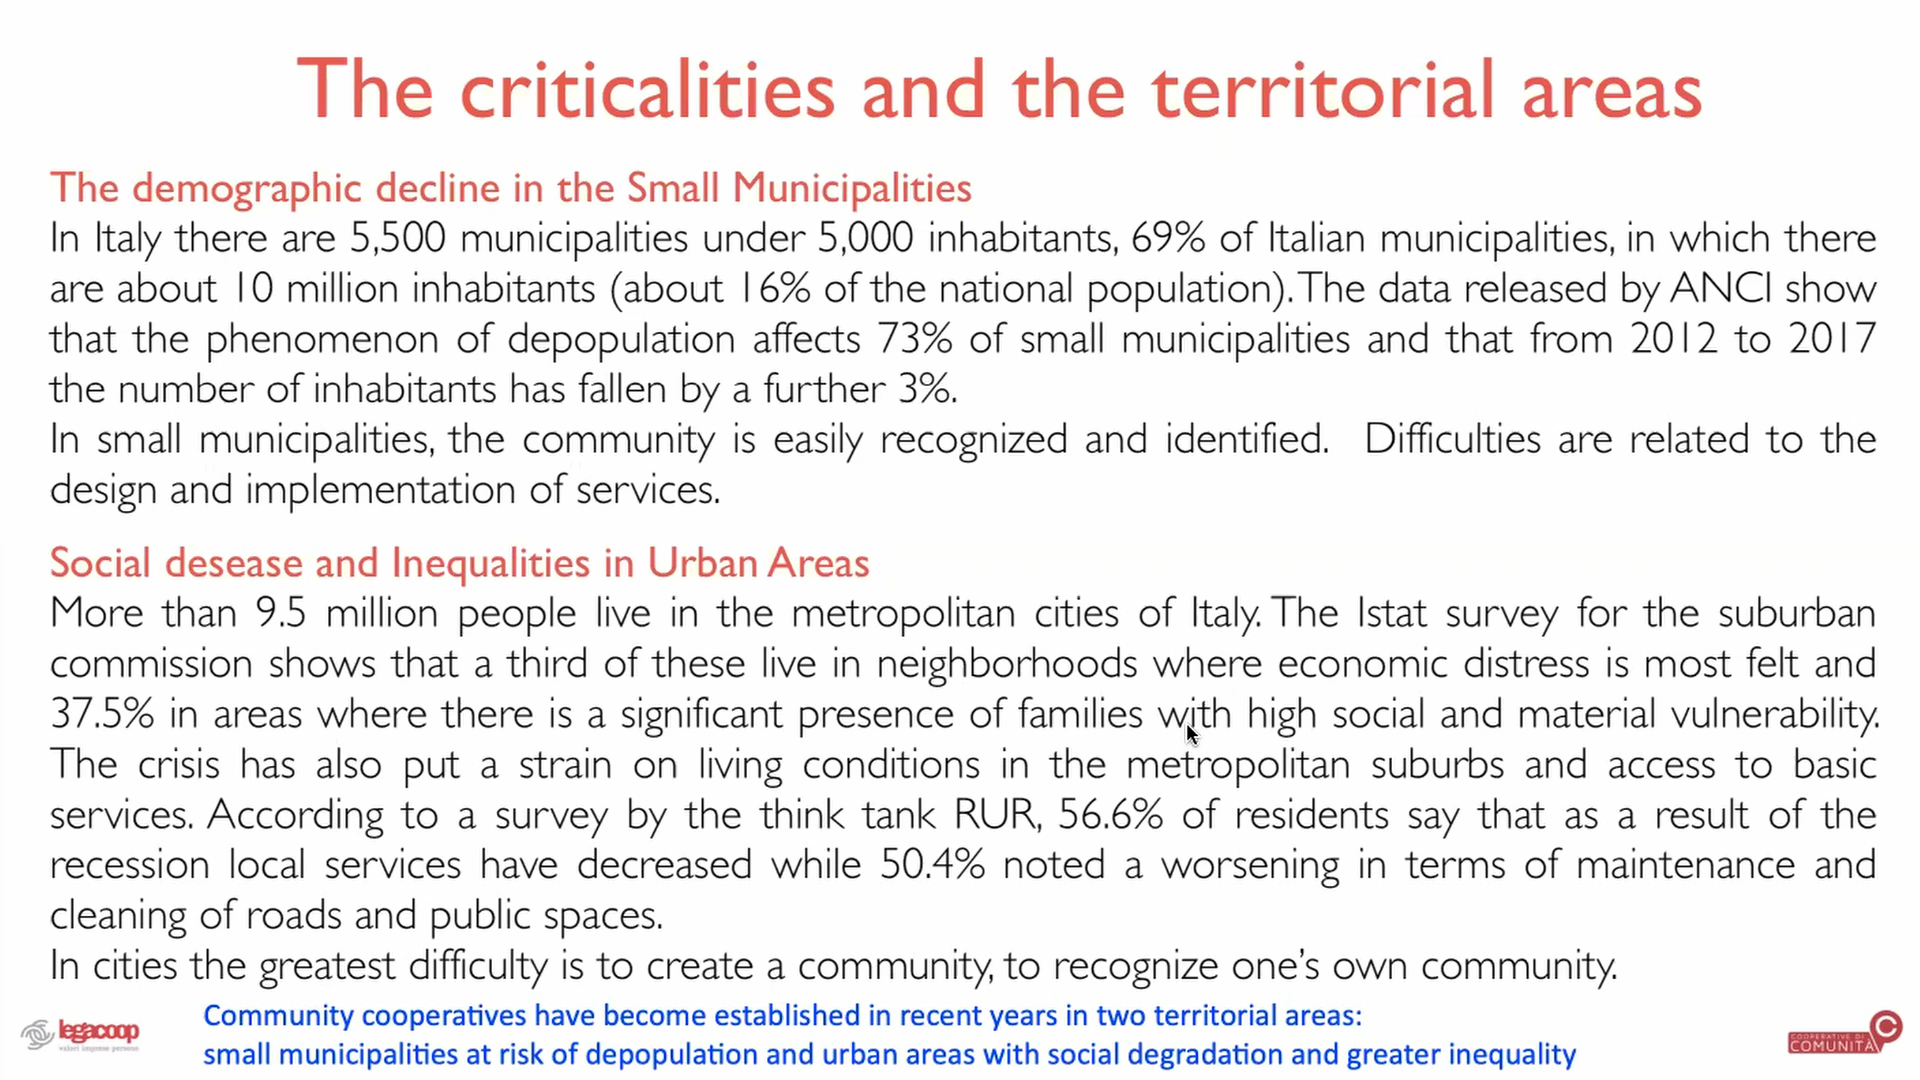 The criticalities and the territorial areas
The demographic decline in the Small Municipalities
In Italy there are 5,500 municipalities under 5,000 inhabitants, 69% of Italian municipalities, in which there
are about 10 million inhabitants (about 16% of the national population). The data released by ANCI show
that the phenomenon of depopulation affects 73% of small municipalities and that from 2012 to 2017
the number of inhabitants has fallen by a further 3%.
In small municipalities, the community is easily recognized and identified. Difficulties are related to the
design and implementation of services.
Social desease and Inequalities in Urban Areas
More than 9.5 million people live in the metropolitan cities of Italy. The Istat survey for the suburban
commission shows that a third of these live in neighborhoods where economic distress is most felt and
37.5% in areas where there is a significant presence of families with high social and material vulnerability.
The crisis has also put a strain on living conditions in the metropolitan suburbs and access to basic
services. According to a survey by the think tank RUR, 56.6% of residents say that as a result of the
recession local services have decreased while 50.4% noted a worsening in terms of maintenance and
cleaning of roads and public spaces.
In cities the greatest difficulty is to create a community, to recognize one's own community.
Community cooperatives have become established in recent years in two territorial areas:
small municipalities at risk of depopulation and urban areas with social degradation and greater inequality
legacoop
valori imprese persone
COOPERATIVE DI
COMUNITÀ